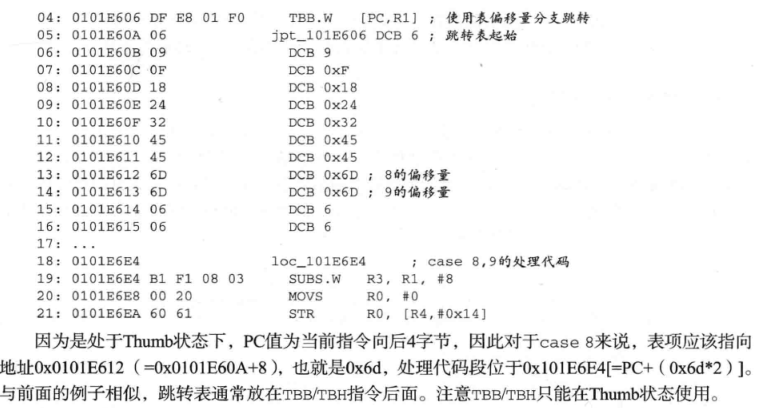 04: 0101E606 DF E8 01 F0 TBB.W [PC,R1] ; 使用表偏移量分支跳转
05: 0101E60A 06 jpt_101E606 DCB 6 ; 跳转表起始
06: 0101E60B 09 DCB 9
07: 0101E60C 0F DCB 0xF
08: 0101E60D 18 DCB 0x18
09: 0101E60E 24 DCB 0x24
10: 0101E60F 32 DCB 0x32
11: 0101E610 45 DCB 0x45
12: 0101E611 45 DCB 0x45
13: 0101E612 6D DCB 0x6D ; 8的偏移量
14: 0101E613 6D DCB 0x6D ; 9的偏移量
15: 0101E614 06 DCB 6
16: 0101E615 06 DCB 6
17: ...
18: 0101E6E4 loc_101E6E4 ; case 8,9的处理代码
19: 0101E6E4 B1 F1 08 03 SUBS.W R3, R1, #8
20: 0101E6E8 00 20 MOVS R0, #0
21: 0101E6EA 60 61 STR R0, [R4,#0x14]
因为是处于Thumb状态下，PC值为当前指令向后4字节，因此对于case 8来说，表项应该指向
地址0x0101E612（=0x0101E60A+8），也就是0x6d，处理代码段位于0x101E6E4[=PC+（0x6d*2）]。
与前面的例子相似，跳转表通常放在TBB/TBH指令后面。注意TBB/TBH只能在Thumb状态使用。